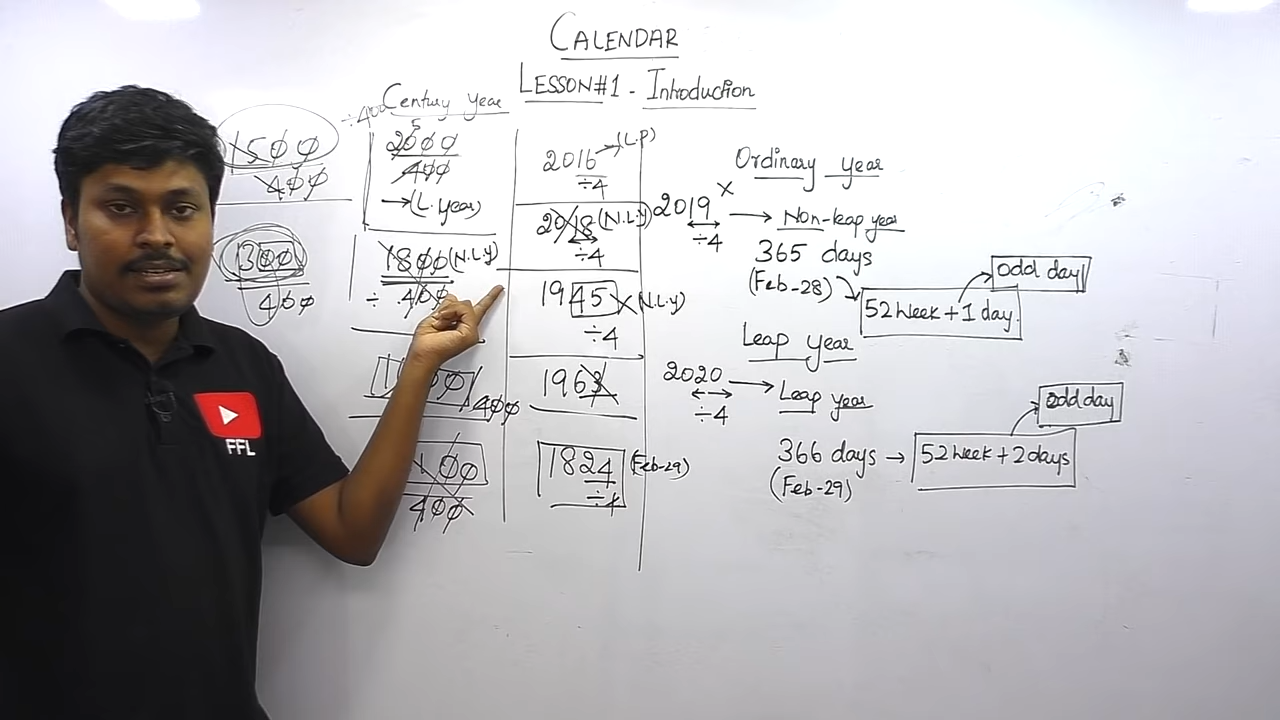 CALENDAR
LESSON#1 - Introduction
÷400
Century year
1500
400
1300
400
2000
5
400
→(L.year)
1800(N.L.Y)
÷ 400
400
00
400
2016 →(L.P)
÷4
2018(N.L.Y)
÷4
1945 X(N.L.Y)
÷4
1963
1824 (Feb-29)
÷4
Ordinary year
2019 x → Non-leap year
÷4
365 days
(Feb-28)
52 week + 1 day.
odd day
Leap year
2020 → Leap year
÷4
366 days → 52 week + 2 days
(Feb-29)
odd day
FFL